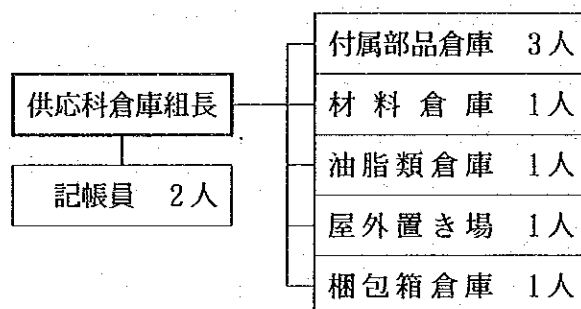 供応科倉庫組長
記帳員 2人
付属部品倉庫 3人
材料倉庫 1人
油脂類倉庫 1人
屋外置き場 1人
梱包箱倉庫 1人